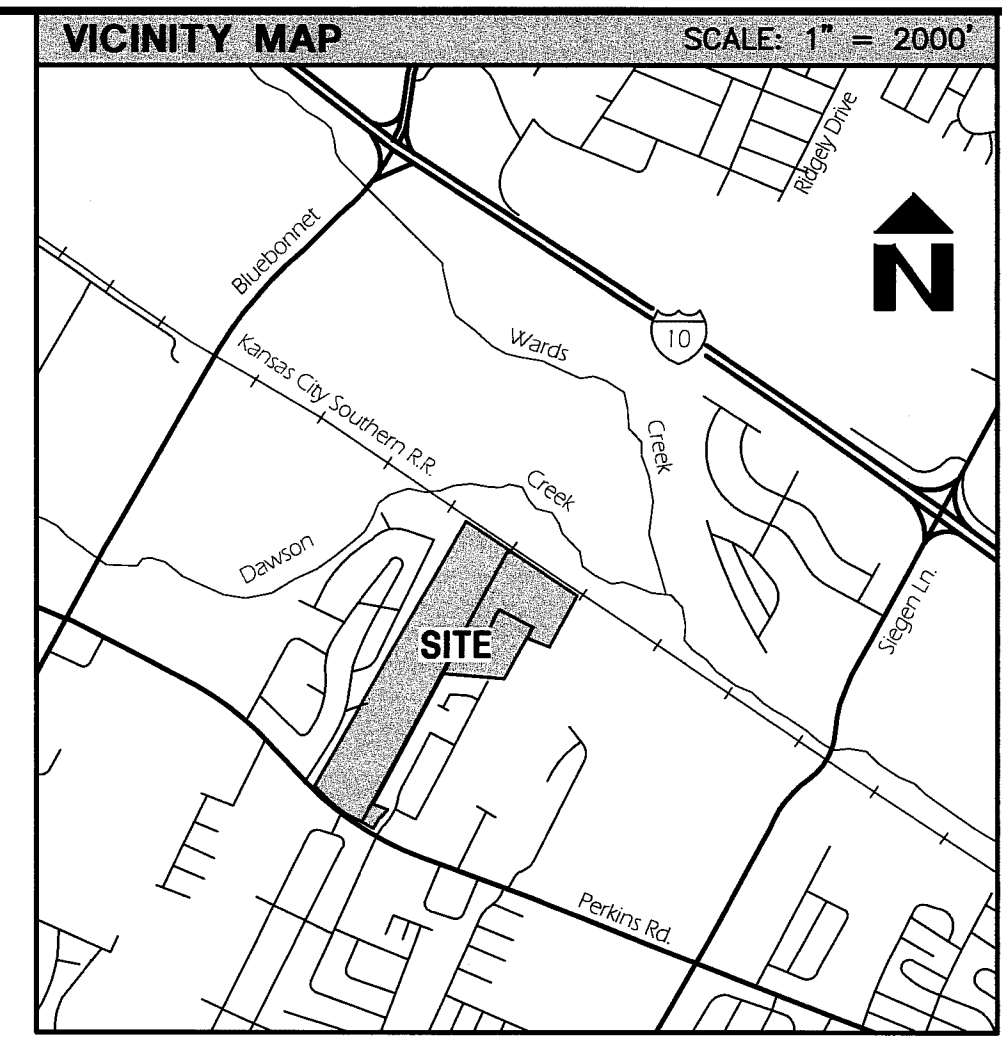 VICINITY MAP SCALE: 1" = 2000'
Ridgely Drive
N
Bluebonnet
10
Wards
Kansas City Southern R.R.
Creek
Creek
Dawson
Siegen Ln.
SITE
Perkins Rd.